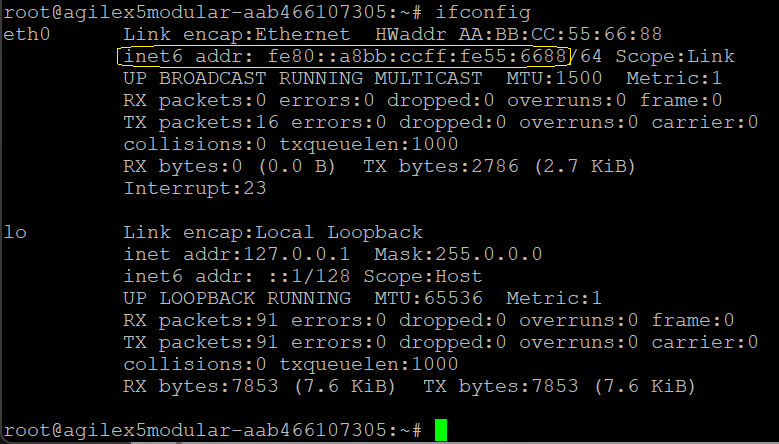 root@agilex5modular-aab466107305:~# ifconfig
eth0      Link encap:Ethernet  HWaddr AA:BB:CC:55:66:88
          inet6 addr: fe80::a8bb:ccff:fe55:6688/64 Scope:Link
          UP BROADCAST RUNNING MULTICAST  MTU:1500  Metric:1
          RX packets:0 errors:0 dropped:0 overruns:0 frame:0
          TX packets:16 errors:0 dropped:0 overruns:0 carrier:0
          collisions:0 txqueuelen:1000
          RX bytes:0 (0.0 B)  TX bytes:2786 (2.7 KiB)
          Interrupt:23

lo        Link encap:Local Loopback
          inet addr:127.0.0.1  Mask:255.0.0.0
          inet6 addr: ::1/128 Scope:Host
          UP LOOPBACK RUNNING  MTU:65536  Metric:1
          RX packets:91 errors:0 dropped:0 overruns:0 frame:0
          TX packets:91 errors:0 dropped:0 overruns:0 carrier:0
          collisions:0 txqueuelen:1000
          RX bytes:7853 (7.6 KiB)  TX bytes:7853 (7.6 KiB)

root@agilex5modular-aab466107305:~#